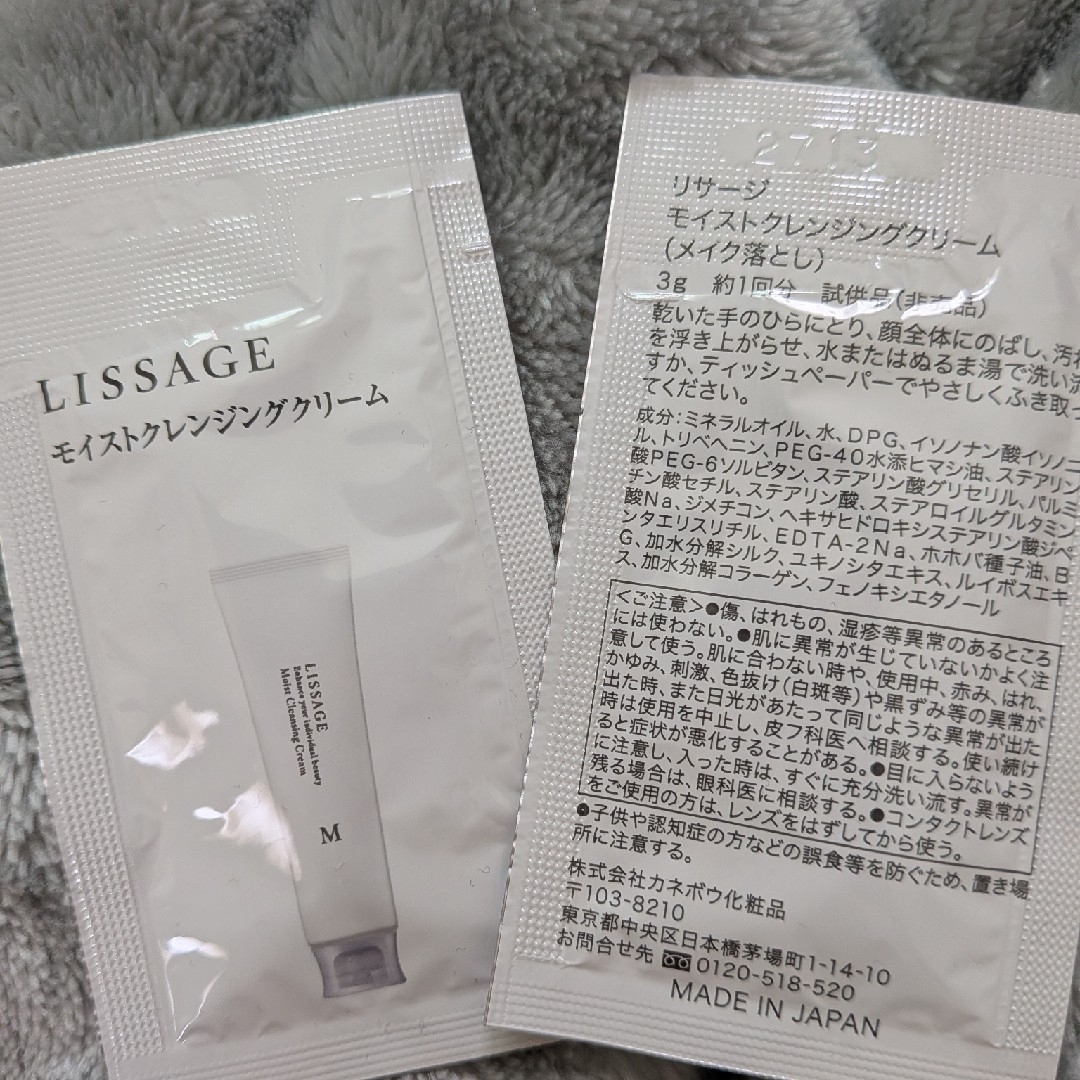 LISSAGE
モイストクレンジングクリーム
LISSAGE
Enhance your individual beauty
Moist Cleansing Cream
M
2713
リサージ
モイストクレンジングクリーム
(メイク落とし)
3g 約1回分 試供品(非売品)
乾いた手のひらにとり、顔全体にのばし、汚れ
を浮き上がらせ、水またはぬるま湯で洗い流
すか、ティッシュペーパーでやさしくふき取っ
てください。
成分:ミネラルオイル、水、DPG、イソノナン酸イソノニ
ル、トリベヘニン、PEG-40水添ヒマシ油、ステアリン
酸PEG-6ソルビタン、ステアリン酸グリセリル、パルミ
チン酸セチル、ステアリン酸、ステアロイルグルタミン
酸Na、ジメチコン、ヘキサヒドロキシステアリン酸ジペ
ンタエリスリチル、EDTA-2Na、ホホバ種子油、B
G、加水分解シルク、ユキノシタエキス、ルイボスエキ
ス、加水分解コラーゲン、フェノキシエタノール
<ご注意>●傷、はれもの、湿疹等異常のあるところ
には使わない。●肌に異常が生じていないかよく注
意して使う。肌に合わない時や、使用中、赤み、はれ、
かゆみ、刺激、色抜け(白斑等)や黒ずみ等の異常が
出た時、また日光があたって同じような異常が出た
時は使用を中止し、皮フ科医へ相談する。使い続け
ると症状が悪化することがある。●目に入らないよう
に注意し、入った時は、すぐに充分洗い流す。異常が
残る場合は、眼科医に相談する。●コンタクトレンズ
をご使用の方は、レンズをはずしてから使う。
●子供や認知症の方などの誤食等を防ぐため、置き場
所に注意する。
株式会社カネボウ化粧品
〒103-8210
東京都中央区日本橋茅場町1-14-10
お問合せ先 0120-518-520
MADE IN JAPAN